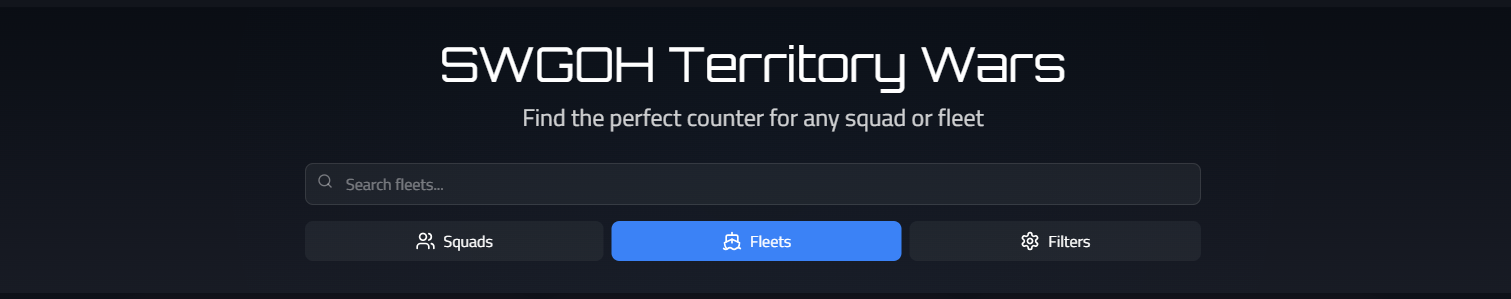 SWGOH Territory Wars
Find the perfect counter for any squad or fleet
Search fleets...
Squads
Fleets
Filters